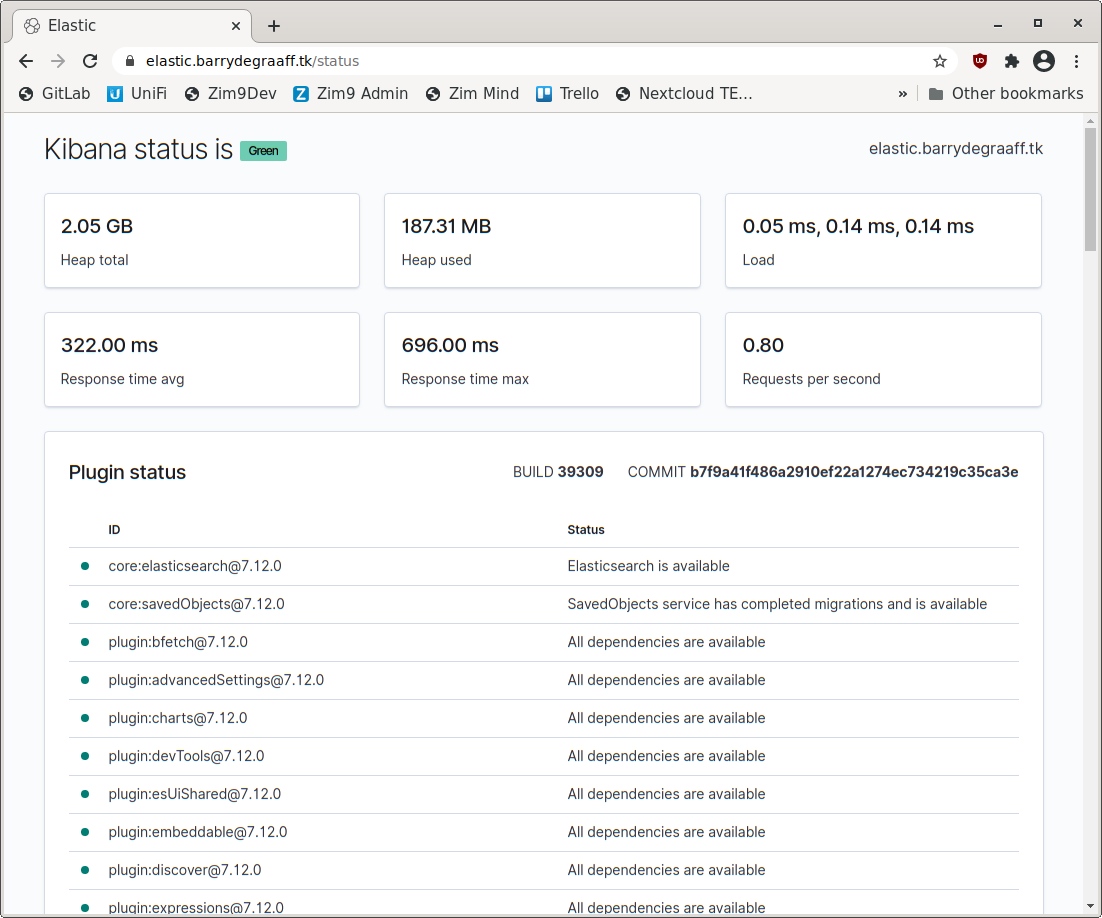 Elastic
elastic.barrydegraaff.tk/status
GitLab UniFi Zim9Dev Zim9 Admin Zim Mind Trello Nextcloud TE... » Other bookmarks
Kibana status is Green elastic.barrydegraaff.tk
2.05 GB 187.31 MB 0.05 ms, 0.14 ms, 0.14 ms
Heap total Heap used Load
322.00 ms 696.00 ms 0.80
Response time avg Response time max Requests per second
Plugin status BUILD 39309 COMMIT b7f9a41f486a2910ef22a1274ec734219c35ca3e
ID Status
core:elasticsearch@7.12.0 Elasticsearch is available
core:savedObjects@7.12.0 SavedObjects service has completed migrations and is available
plugin:bfetch@7.12.0 All dependencies are available
plugin:advancedSettings@7.12.0 All dependencies are available
plugin:charts@7.12.0 All dependencies are available
plugin:devTools@7.12.0 All dependencies are available
plugin:esUiShared@7.12.0 All dependencies are available
plugin:embeddable@7.12.0 All dependencies are available
plugin:discover@7.12.0 All dependencies are available
plugin:expressions@7.12.0 All dependencies are available